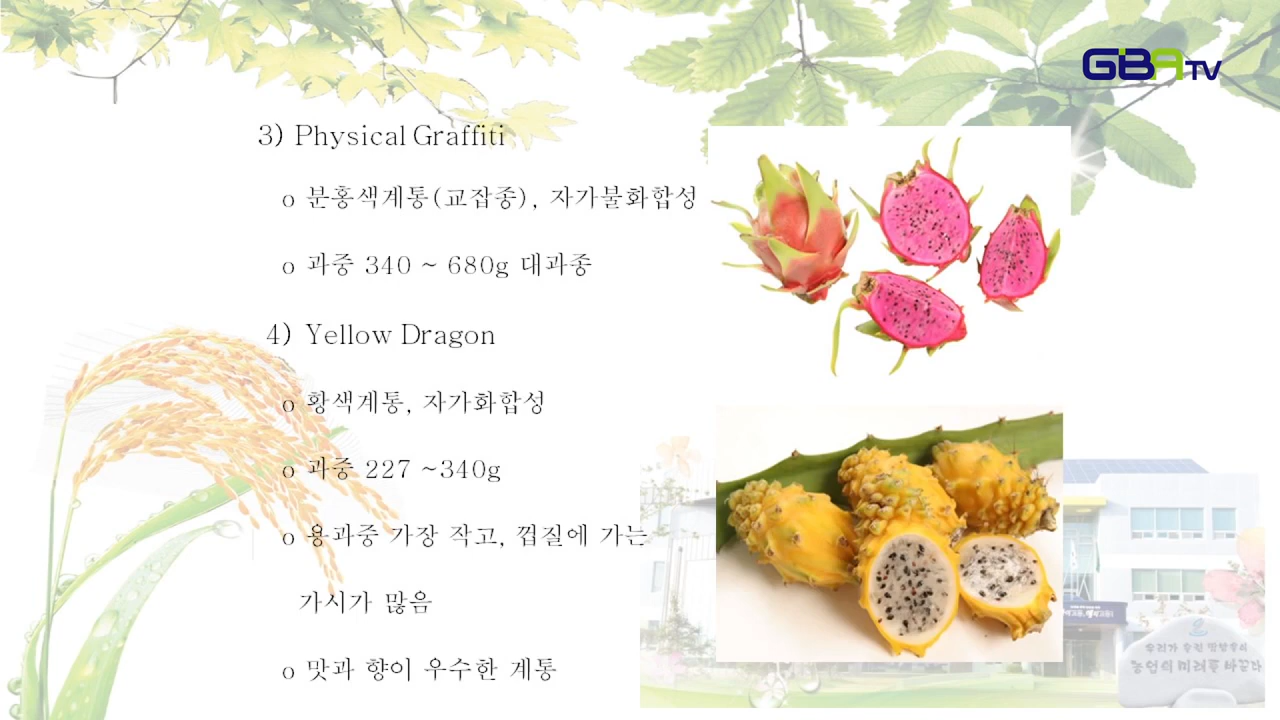 GBATV
3) Physical Graffiti
o 분홍색계통(교잡종), 자가불화합성
o 과중 340 ~ 680g 대과종
4) Yellow Dragon
o 황색계통, 자가화합성
o 과중 227 ~340g
o 용과중 가장 작고, 껍질에 가는
가시가 많음
o 맛과 향이 우수한 계통
농업의 미래를 바꾼다